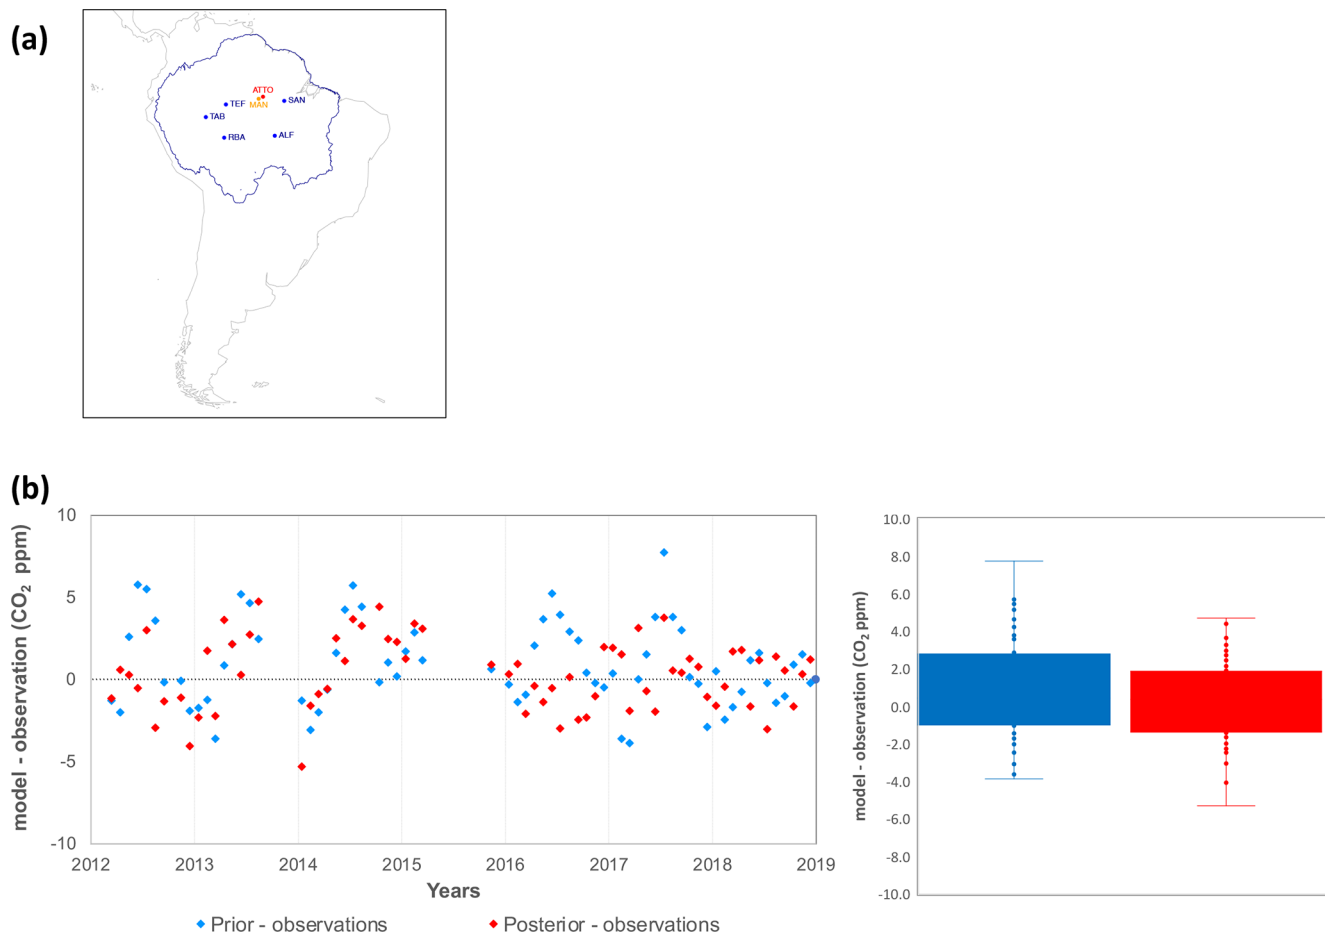 (a)
ATTO
MAN
TEF
SAN
TAB
RBA
ALF
(b)
model - observation (CO₂ ppm)
10
5
0
-5
-10
2012
2013
2014
2015
2016
2017
2018
2019
Years
Prior - observations
Posterior - observations
model - observation (CO₂ ppm)
10.0
8.0
6.0
4.0
2.0
0.0
-2.0
-4.0
-6.0
-8.0
-10.0